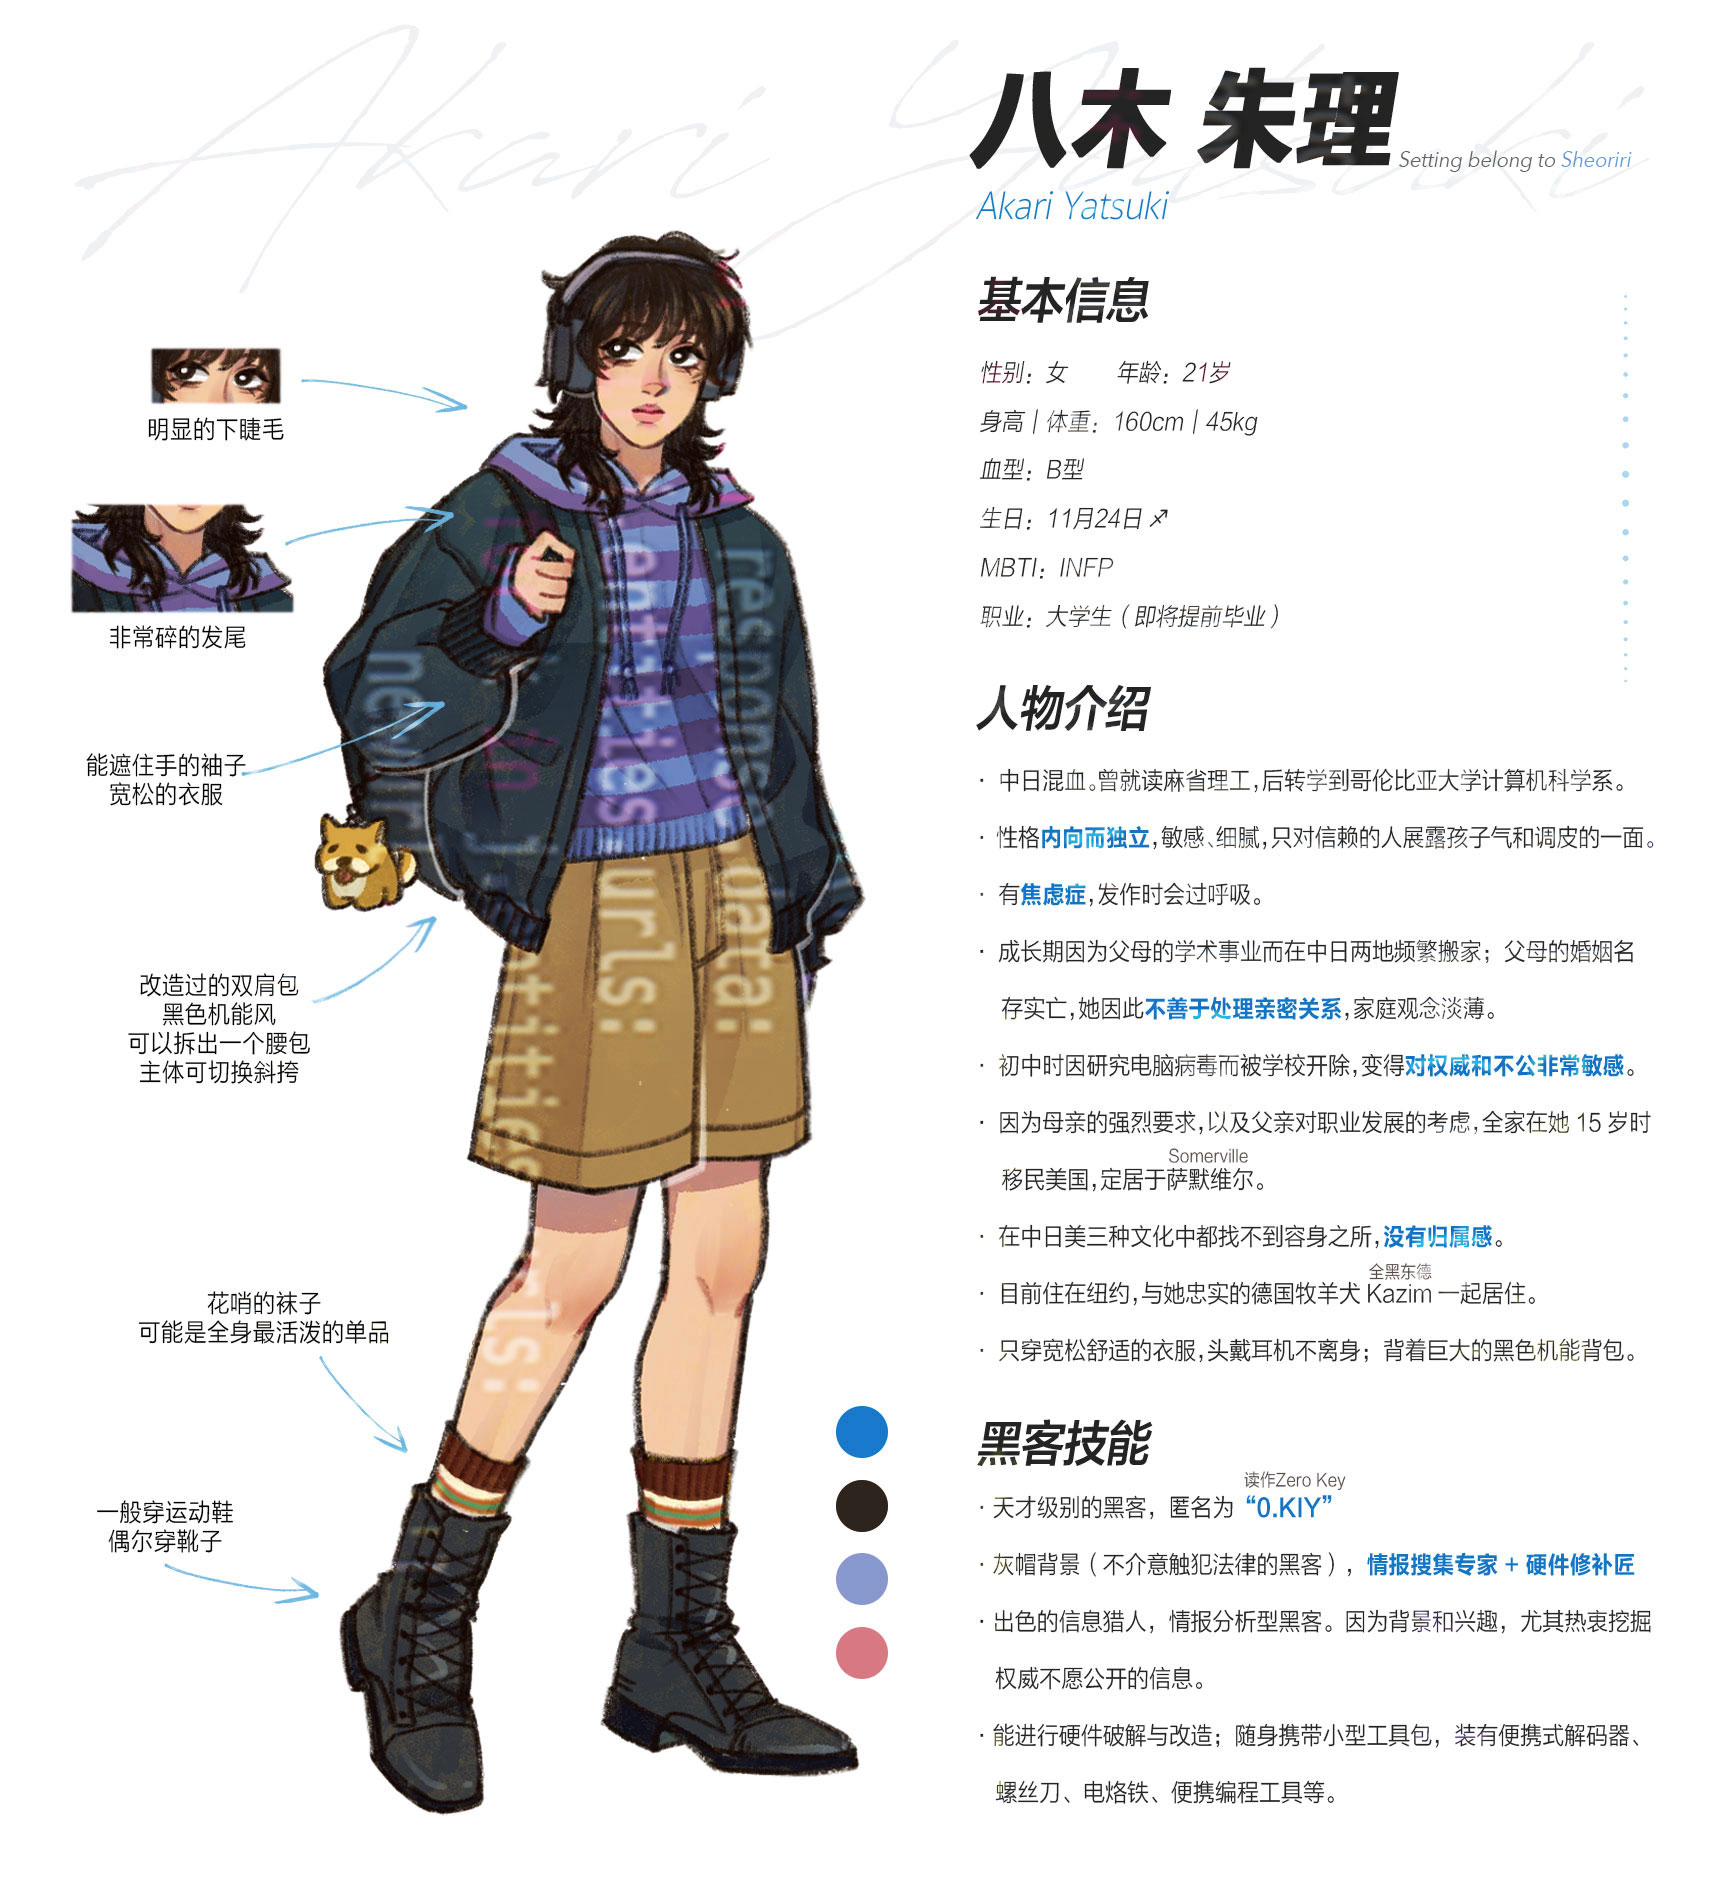 Akari Yatsuki
八木 朱理
Setting belong to Sheoriri
Akari Yatsuki
基本信息
性别：女 年龄：21岁
身高｜体重：160cm｜45kg
血型：B型
生日：11月24日♐
MBTI：INFP
职业：大学生（即将提前毕业）
人物介绍
· 中日混血。曾就读麻省理工，后转学到哥伦比亚大学计算机科学系。
· 性格内向而独立，敏感、细腻，只对信赖的人展露孩子气和调皮的一面。
· 有焦虑症，发作时会过呼吸。
· 成长期因为父母的学术事业而在中日两地频繁搬家；父母的婚姻名
存实亡，她因此不善于处理亲密关系，家庭观念淡薄。
· 初中时因研究电脑病毒而被学校开除，变得对权威和不公非常敏感。
· 因为母亲的强烈要求，以及父亲对职业发展的考虑，全家在她 15 岁时
Somerville
移民美国，定居于萨默维尔。
· 在中日美三种文化中都找不到容身之所，没有归属感。
全黑东德
· 目前住在纽约，与她忠实的德国牧羊犬 Kazim 一起居住。
· 只穿宽松舒适的衣服，头戴耳机不离身；背着巨大的黑色机能背包。
黑客技能
读作Zero Key
· 天才级别的黑客，匿名为“0.KIY”
· 灰帽背景（不介意触犯法律的黑客），情报搜集专家 + 硬件修补匠
· 出色的信息猎人，情报分析型黑客。因为背景和兴趣，尤其热衷挖掘
权威不愿公开的信息。
· 能进行硬件破解与改造；随身携带小型工具包，装有便携式解码器、
螺丝刀、电烙铁、便携编程工具等。
明显的下睫毛
非常碎的发尾
能遮住手的袖子
宽松的衣服
改造过的双肩包
黑色机能风
可以拆出一个腰包
主体可切换斜挎
花哨的袜子
可能是全身最活泼的单品
一般穿运动鞋
偶尔穿靴子